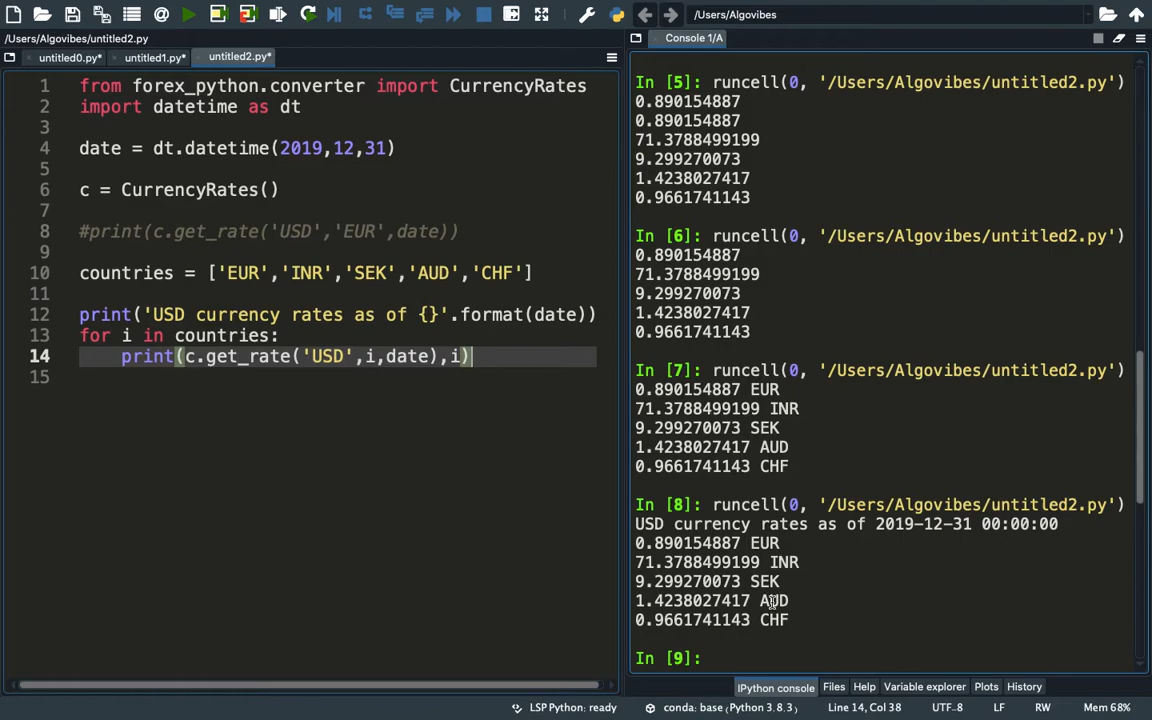 /Users/Algovibes
/Users/Algovibes/untitled2.py
Console 1/A
untitled0.py*
untitled1.py*
untitled2.py*
1 from forex_python.converter import CurrencyRates
2 import datetime as dt
3
4 date = dt.datetime(2019,12,31)
5
6 c = CurrencyRates()
7
8 #print(c.get_rate('USD','EUR',date))
9
10 countries = ['EUR','INR','SEK','AUD','CHF']
11
12 print('USD currency rates as of {}'.format(date))
13 for i in countries:
14     print(c.get_rate('USD',i,date),i)
15
In [5]: runcell(0, '/Users/Algovibes/untitled2.py')
0.890154887
0.890154887
71.3788499199
9.299270073
1.4238027417
0.9661741143
In [6]: runcell(0, '/Users/Algovibes/untitled2.py')
0.890154887
71.3788499199
9.299270073
1.4238027417
0.9661741143
In [7]: runcell(0, '/Users/Algovibes/untitled2.py')
0.890154887 EUR
71.3788499199 INR
9.299270073 SEK
1.4238027417 AUD
0.9661741143 CHF
In [8]: runcell(0, '/Users/Algovibes/untitled2.py')
USD currency rates as of 2019-12-31 00:00:00
0.890154887 EUR
71.3788499199 INR
9.299270073 SEK
1.4238027417 AUD
0.9661741143 CHF
In [9]:
IPython console Files Help Variable explorer Plots History
LSP Python: ready conda: base (Python 3.8.3) Line 14, Col 38 UTF-8 LF RW Mem 68%